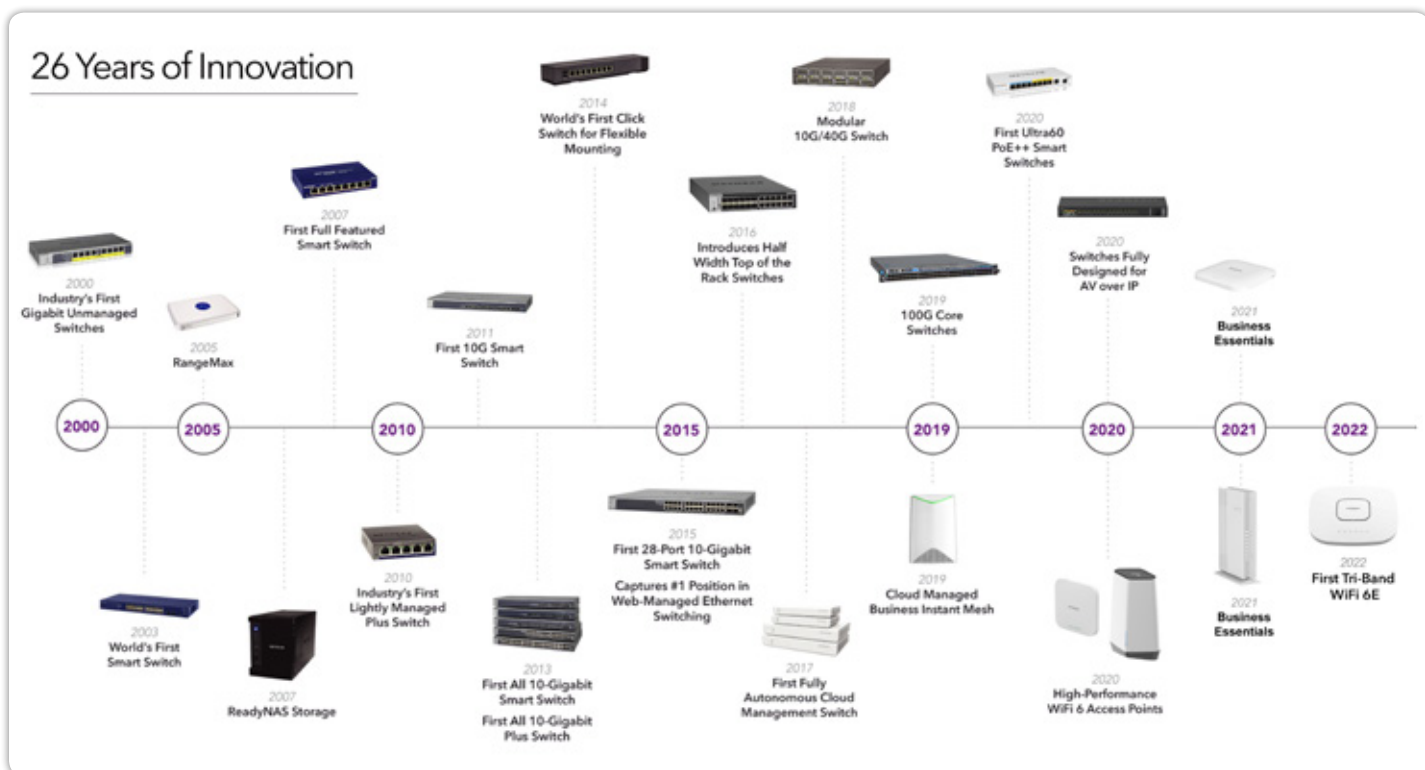 26 Years of Innovation
2000
Industry's First
Gigabit Unmanaged
Switches
2005
RangeMax
2007
First Full Featured
Smart Switch
2011
First 10G Smart
Switch
2014
World's First Click
Switch for Flexible
Mounting
2016
Introduces Half
Width Top of the
Rack Switches
2018
Modular
10G/40G Switch
2019
100G Core
Switches
2020
First Ultra60
PoE++ Smart
Switches
2020
Switches Fully
Designed for
AV over IP
2021
Business
Essentials
2000
2005
2010
2015
2019
2020
2021
2022
2003
World's First
Smart Switch
2007
ReadyNAS Storage
2010
Industry's First
Lightly Managed
Plus Switch
2013
First All 10-Gigabit
Smart Switch
First All 10-Gigabit
Plus Switch
2015
First 28-Port 10-Gigabit
Smart Switch
Captures #1 Position in
Web-Managed Ethernet
Switching
2017
First Fully
Autonomous Cloud
Management Switch
2019
Cloud Managed
Business Instant Mesh
2020
High-Performance
WiFi 6 Access Points
2021
Business
Essentials
2022
First Tri-Band
WiFi 6E